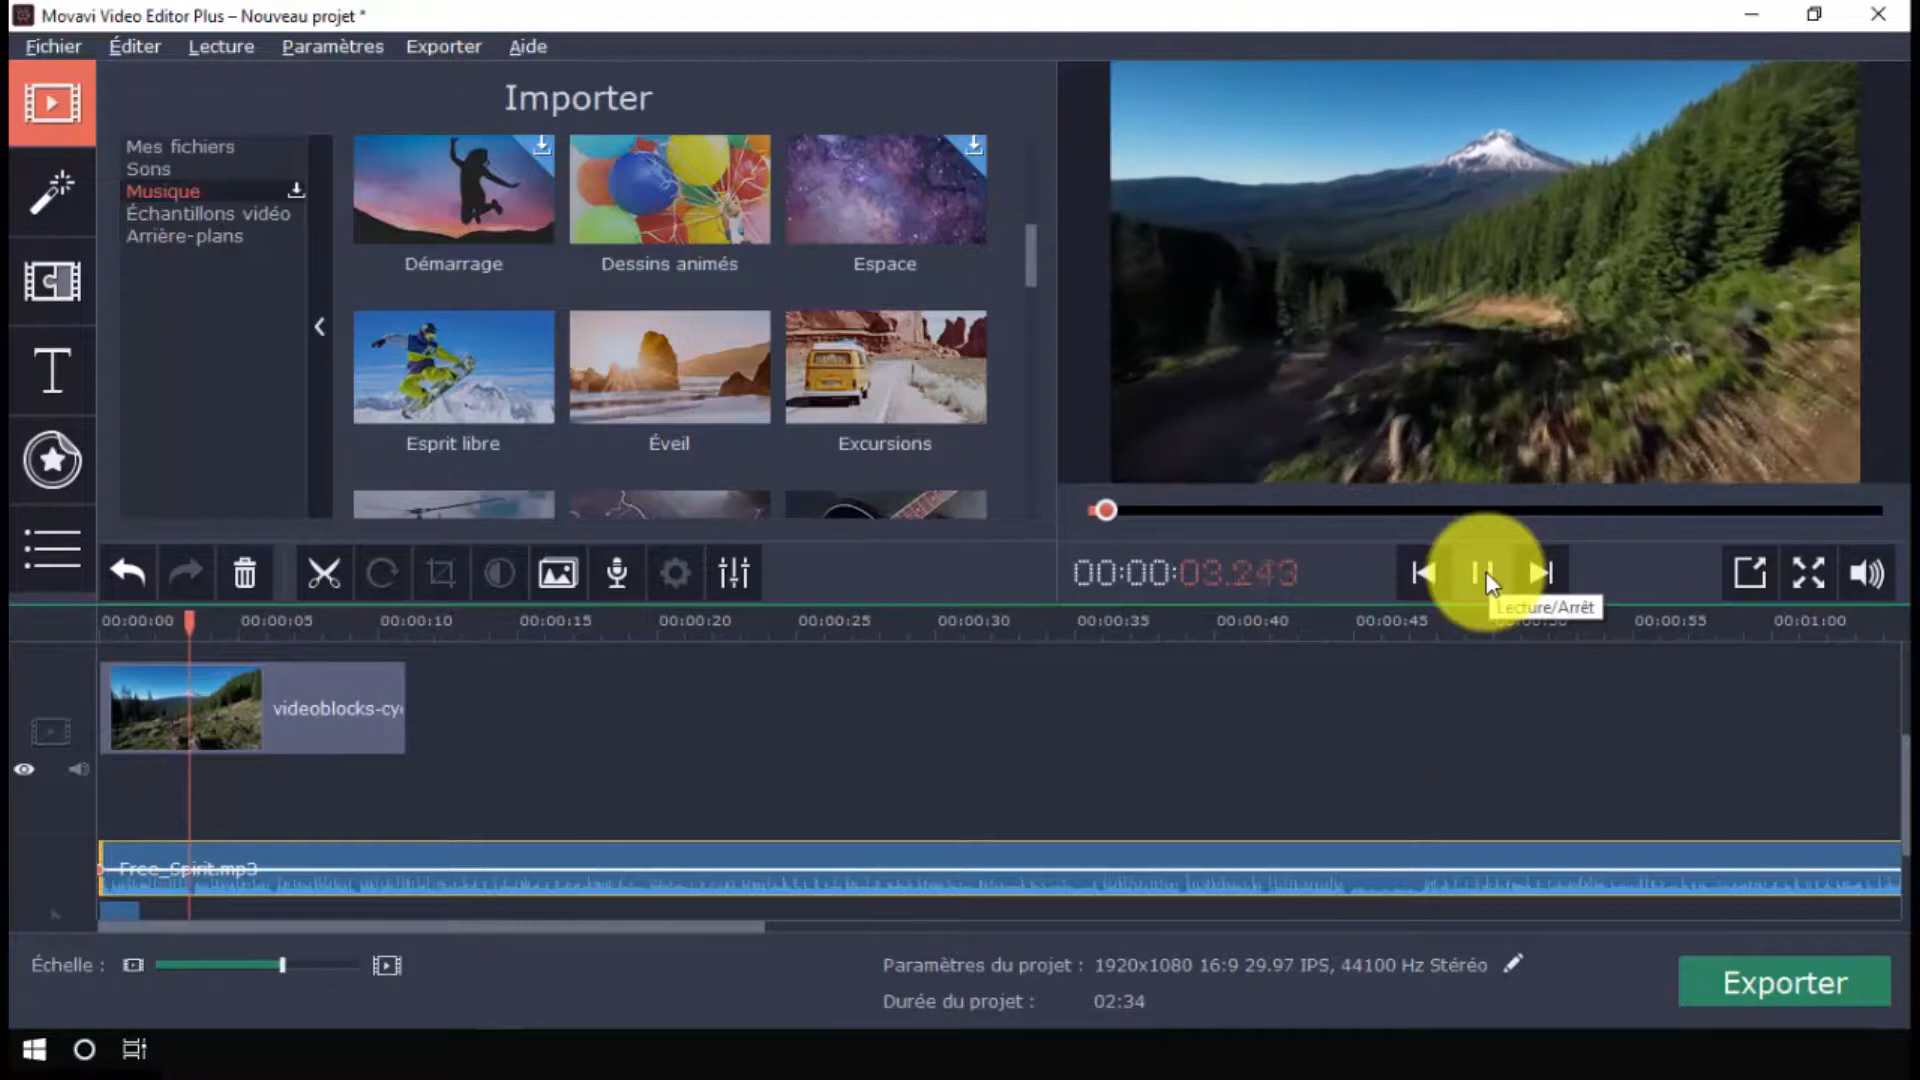 Movavi Video Editor Plus – Nouveau projet *
Fichier Éditer Lecture Paramètres Exporter Aide
Importer
Mes fichiers
Sons
Musique
Échantillons vidéo
Arrière-plans
Démarrage Dessins animés Espace
Esprit libre Éveil Excursions
00:00:03.243
Lecture/Arrêt
00:00:00 00:00:05 00:00:10 00:00:15 00:00:20 00:00:25 00:00:30 00:00:35 00:00:40 00:00:45 00:00:50 00:00:55 00:01:00
videoblocks-cy
Free_Spirit.mp3
Échelle :
Paramètres du projet : 1920x1080 16:9 29.97 IPS, 44100 Hz Stéréo
Durée du projet : 02:34
Exporter